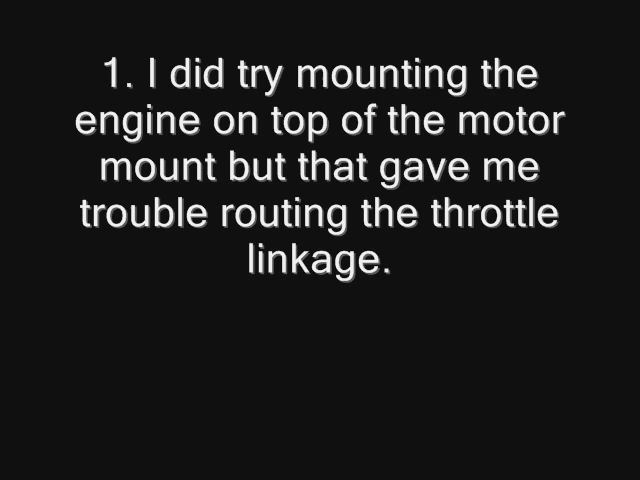 1. I did try mounting the
engine on top of the motor
mount but that gave me
trouble routing the throttle
linkage.